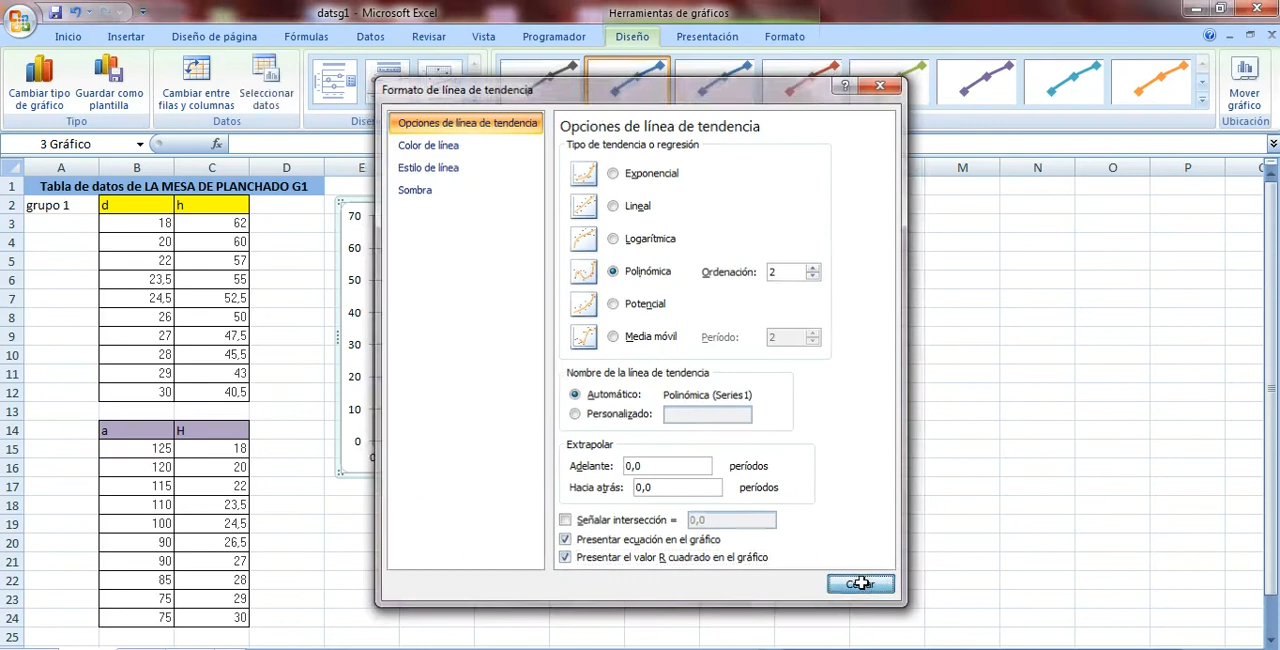 datsg1 - Microsoft Excel
Herramientas de gráficos
Inicio Insertar Diseño de página Fórmulas Datos Revisar Vista Programador Diseño Presentación Formato
Cambiar tipo de gráfico
Guardar como plantilla
Tipo
Cambiar entre filas y columnas
Seleccionar datos
Datos
Mover gráfico
Ubicación
3 Gráfico
fx
A B C D E M N O P
1 Tabla de datos de LA MESA DE PLANCHADO G1
2 grupo 1 d h
3 18 62
4 20 60
5 22 57
6 23,5 55
7 24,5 52,5
8 26 50
9 27 47,5
10 28 45,5
11 29 43
12 30 40,5
13
14 a H
15 125 18
16 120 20
17 115 22
18 110 23,5
19 100 24,5
20 90 26,5
21 90 27
22 85 28
23 75 29
24 75 30
25
70
60
50
40
30
20
10
0
Formato de línea de tendencia
Opciones de línea de tendencia
Color de línea
Estilo de línea
Sombra
Opciones de línea de tendencia
Tipo de tendencia o regresión
Exponencial
Lineal
Logarítmica
Polinómica Ordenación: 2
Potencial
Media móvil Período: 2
Nombre de la línea de tendencia
Automático: Polinómica (Series1)
Personalizado:
Extrapolar
Adelante: 0,0 períodos
Hacia atrás: 0,0 períodos
Señalar intersección = 0,0
Presentar ecuación en el gráfico
Presentar el valor R cuadrado en el gráfico